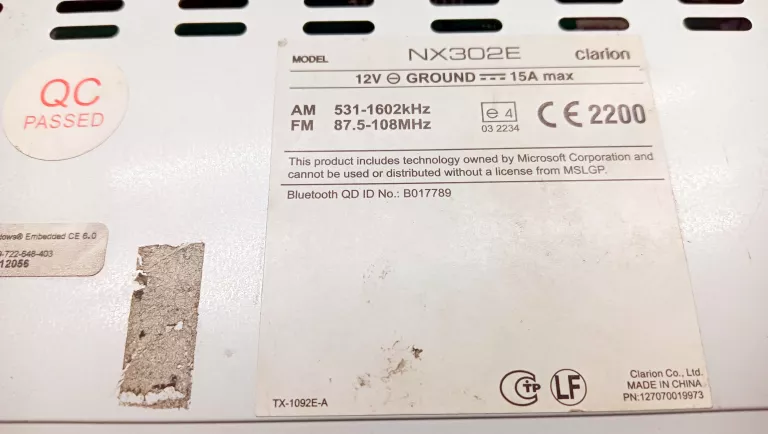 MODEL NX302E clarion
12V ⊖ GROUND ⎓ 15A max
QC
PASSED
AM 531-1602kHz
FM 87.5-108MHz
e 4
03 2234
CE 2200
This product includes technology owned by Microsoft Corporation and
cannot be used or distributed without a license from MSLGP.
Bluetooth QD ID No.: B017789
dows® Embedded CE 6.0
-722-648-403
12056
TX-1092E-A
LF
Clarion Co., Ltd.
MADE IN CHINA
PN:127070019973